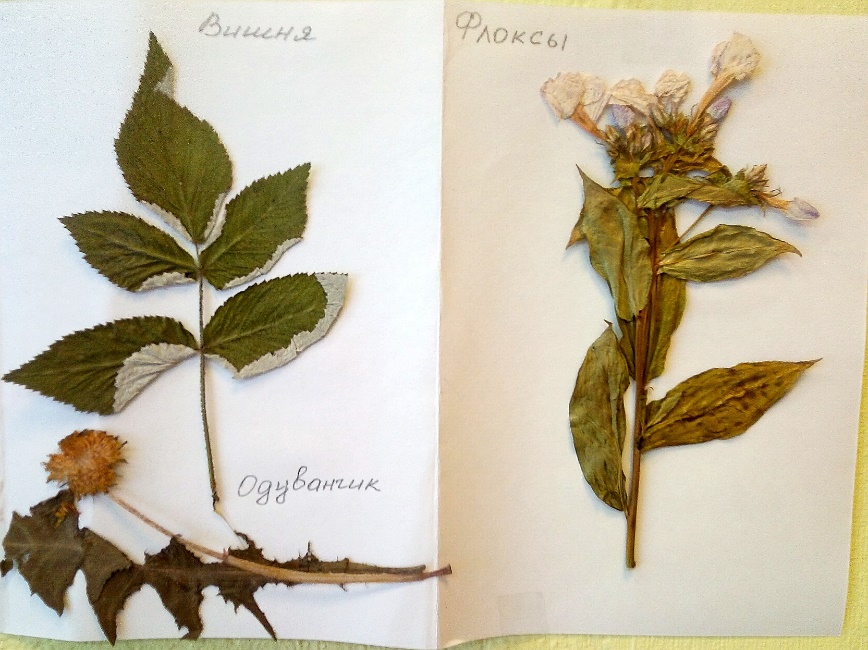 Вишня
Флоксы
Одуванчик